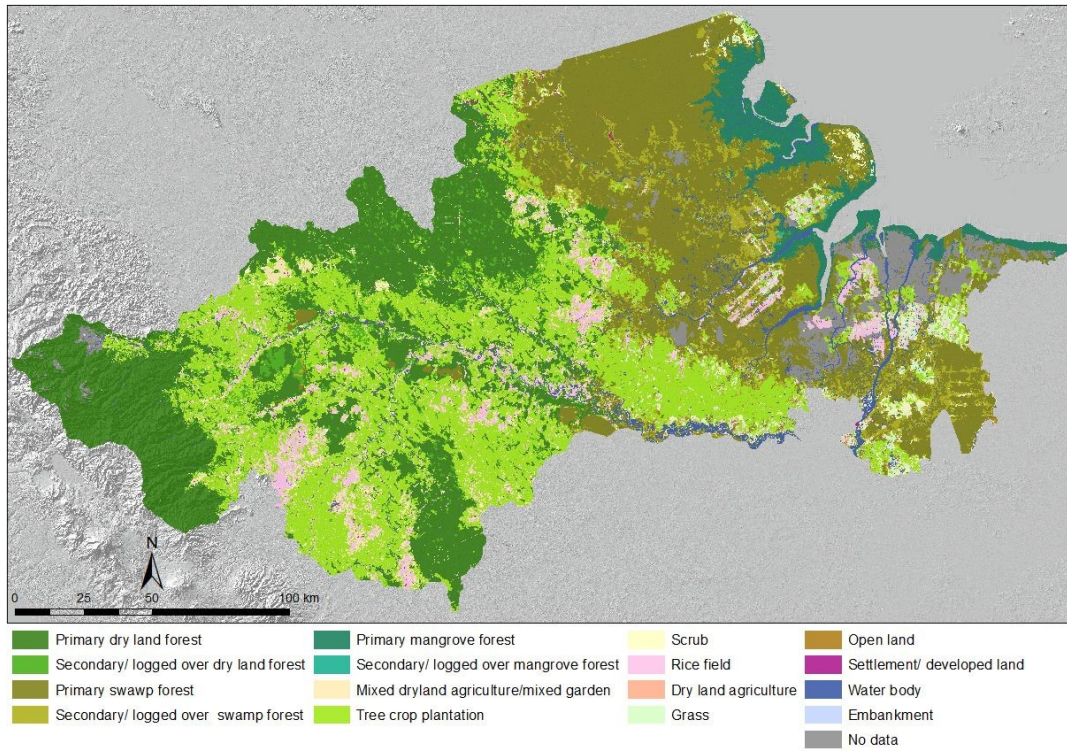 N
0 25 50 100 km
Primary dry land forest
Secondary/ logged over dry land forest
Primary swawp forest
Secondary/ logged over swamp forest
Primary mangrove forest
Secondary/ logged over mangrove forest
Mixed dryland agriculture/mixed garden
Tree crop plantation
Scrub
Rice field
Dry land agriculture
Grass
Open land
Settlement/ developed land
Water body
Embankment
No data